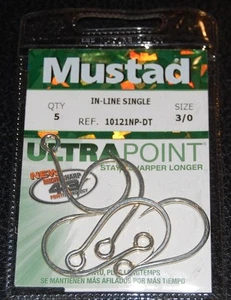 Mustad
IN-LINE SINGLE
QTY 5 SIZE 3/0
REF. 10121NP-DT
ULTRAPOINT
STAYS SHARPER LONGER
NEW
SE MANTIENEN MÁS AFILADOS POR MÁS TIEMPO